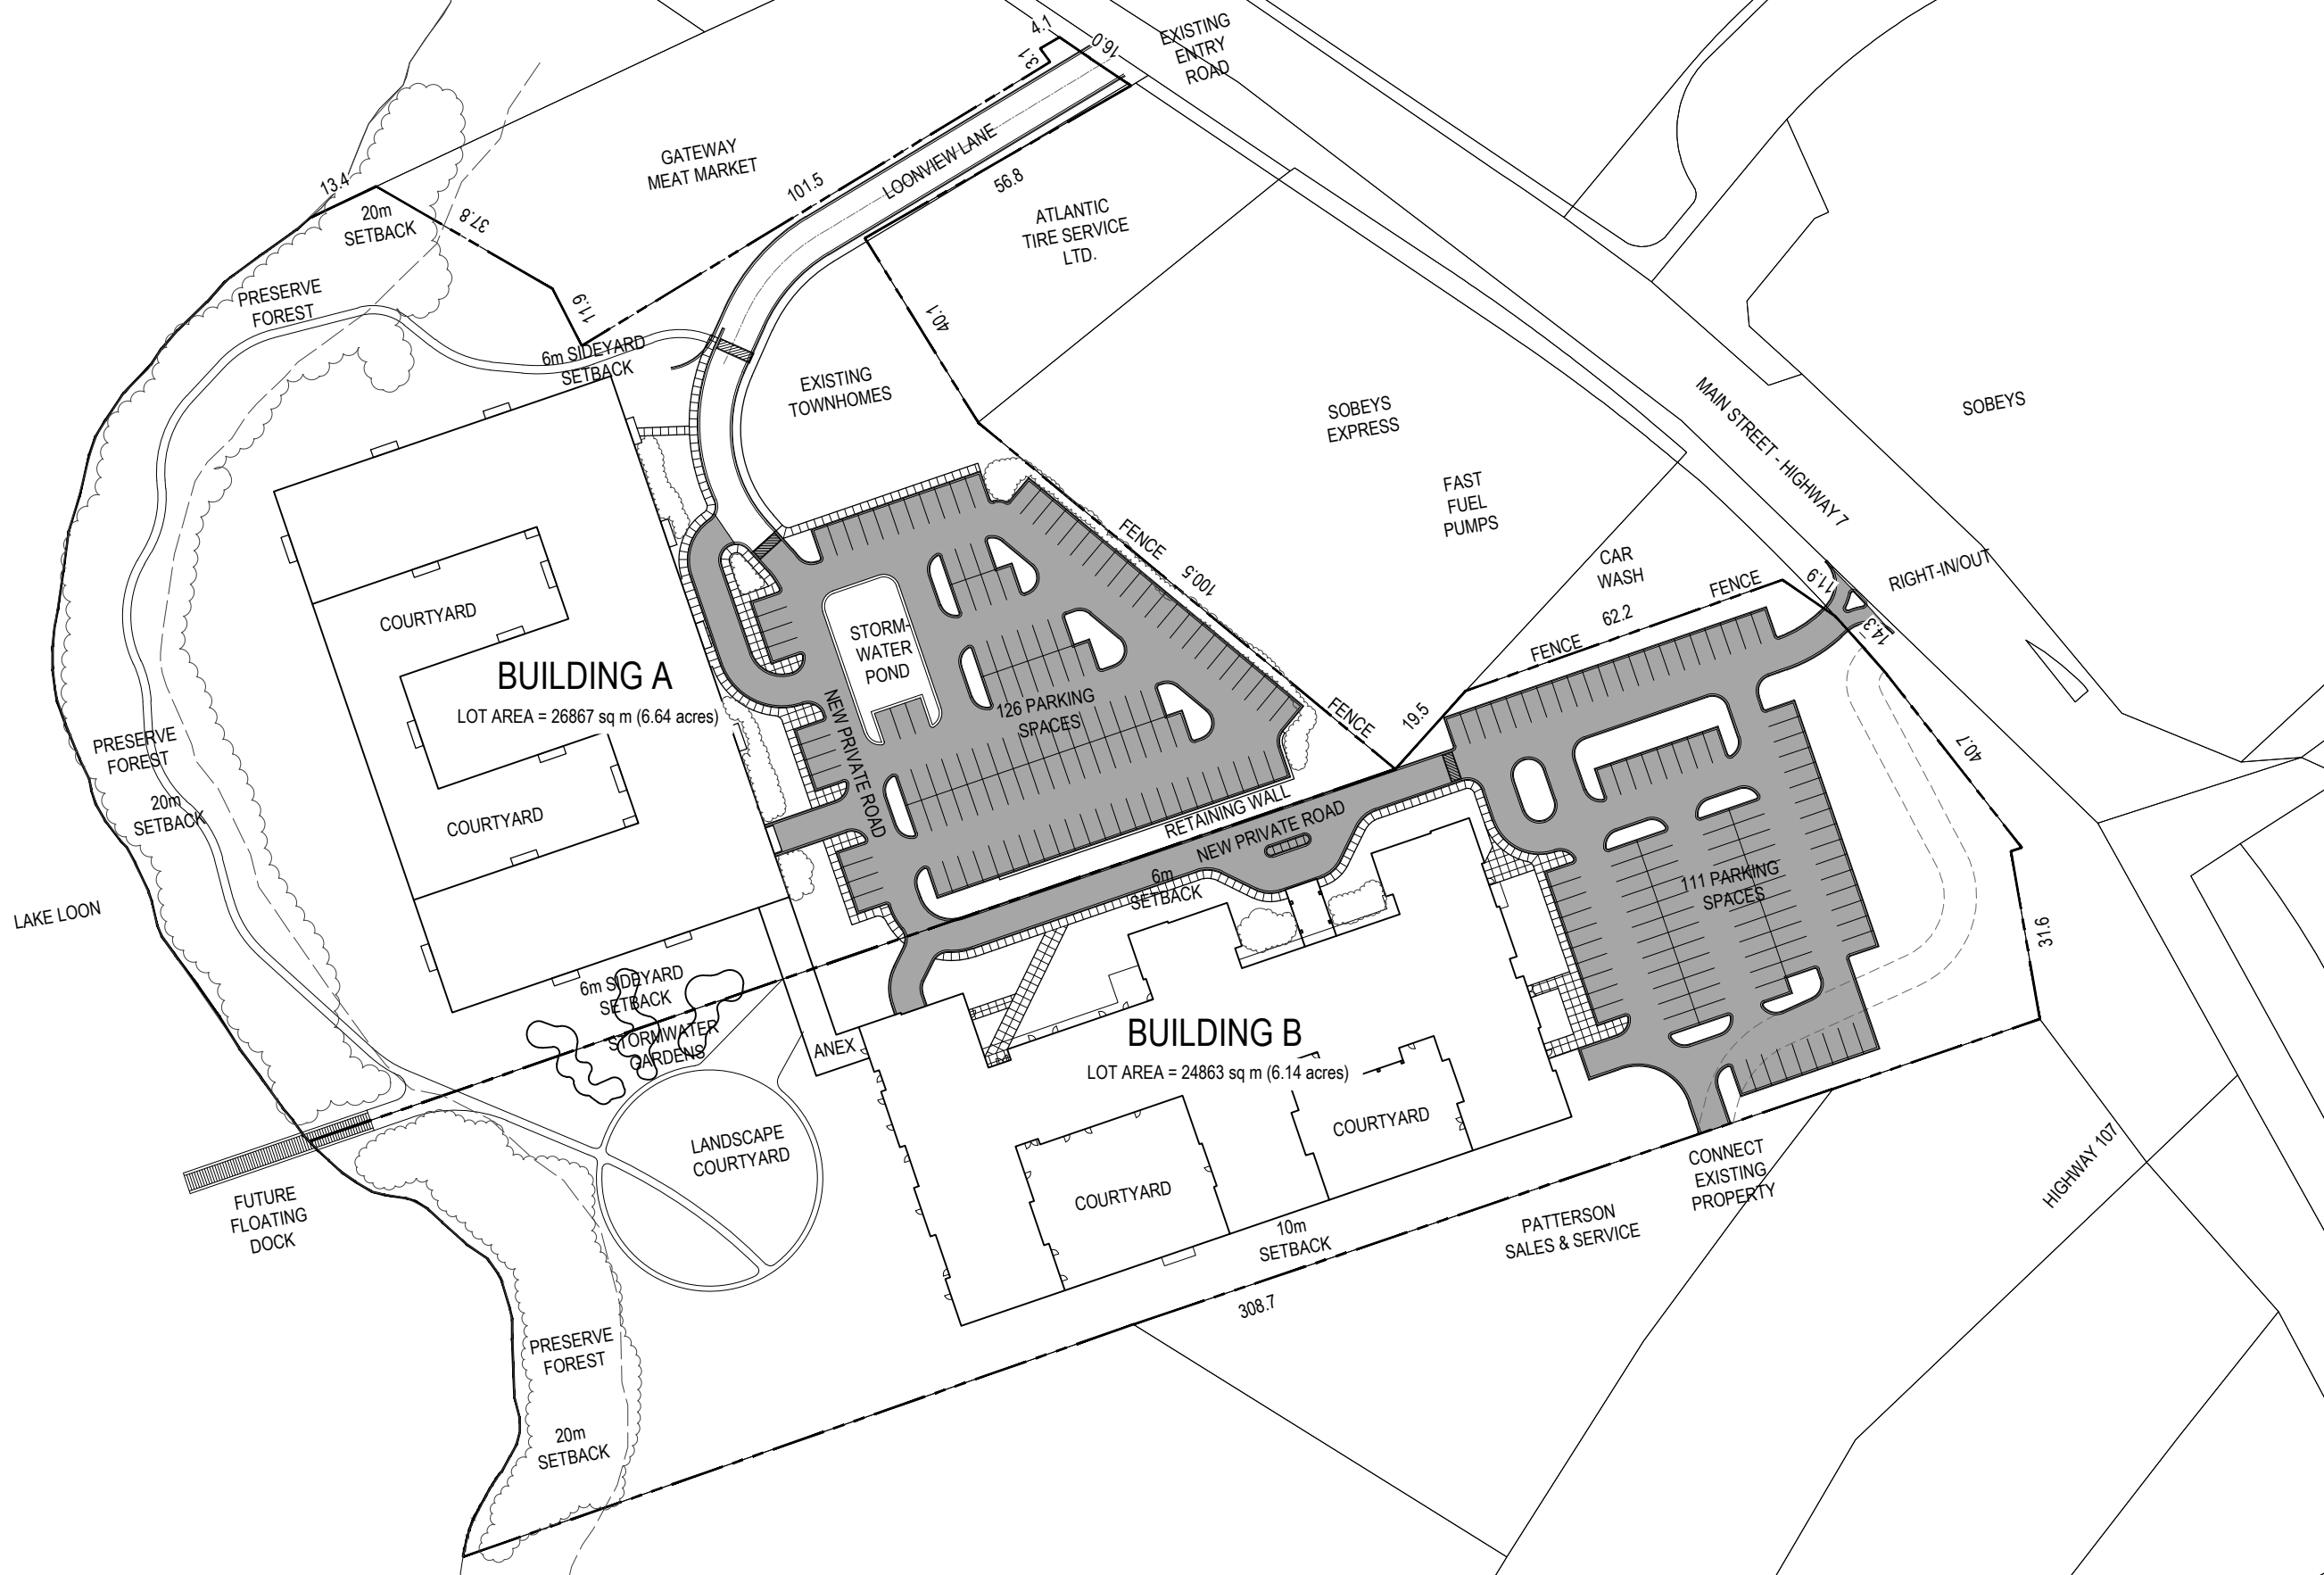 4.1
16.0
3.1
EXISTING
ENTRY
ROAD
GATEWAY
MEAT MARKET
101.5
LOONVIEW LANE
56.8
13.4
20m
SETBACK
37.8
ATLANTIC
TIRE SERVICE
LTD.
PRESERVE
FOREST
11.9
40.1
6m SIDEYARD
SETBACK
EXISTING
TOWNHOMES
SOBEYS
EXPRESS
MAIN STREET - HIGHWAY 7
SOBEYS
FAST
FUEL
PUMPS
FENCE
100.5
CAR
WASH
FENCE
11.9
RIGHT-IN/OUT
62.2
FENCE
14.3
COURTYARD
STORM-
WATER
POND
BUILDING A
LOT AREA = 26867 sq m (6.64 acres)
NEW PRIVATE ROAD
126 PARKING
SPACES
FENCE
19.5
40.7
PRESERVE
FOREST
20m
SETBACK
COURTYARD
RETAINING WALL
NEW PRIVATE ROAD
6m
SETBACK
111 PARKING
SPACES
LAKE LOON
31.6
6m SIDEYARD
SETBACK
STORMWATER
GARDENS
ANEX
BUILDING B
LOT AREA = 24863 sq m (6.14 acres)
COURTYARD
LANDSCAPE
COURTYARD
COURTYARD
CONNECT
EXISTING
PROPERTY
HIGHWAY 107
FUTURE
FLOATING
DOCK
10m
SETBACK
PATTERSON
SALES & SERVICE
308.7
PRESERVE
FOREST
20m
SETBACK